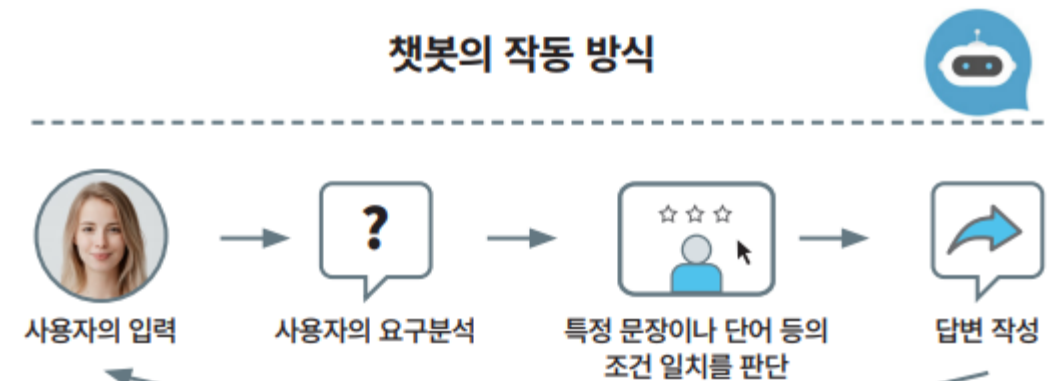 챗봇의 작동 방식
?
사용자의 입력
사용자의 요구분석
특정 문장이나 단어 등의
조건 일치를 판단
답변 작성